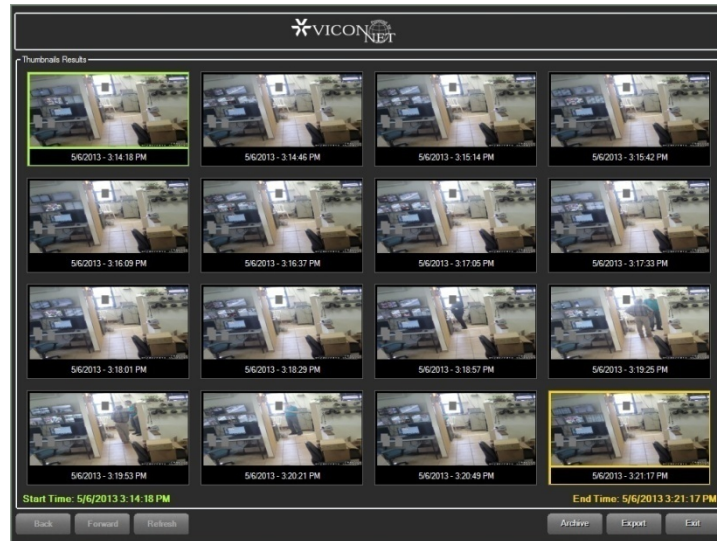 VICON
NET
Thumbnails Results
5/6/2013 - 3:14:18 PM
5/6/2013 - 3:14:46 PM
5/6/2013 - 3:15:14 PM
5/6/2013 - 3:15:42 PM
5/6/2013 - 3:16:09 PM
5/6/2013 - 3:16:37 PM
5/6/2013 - 3:17:05 PM
5/6/2013 - 3:17:33 PM
5/6/2013 - 3:18:01 PM
5/6/2013 - 3:18:29 PM
5/6/2013 - 3:18:57 PM
5/6/2013 - 3:19:25 PM
5/6/2013 - 3:19:53 PM
5/6/2013 - 3:20:21 PM
5/6/2013 - 3:20:49 PM
5/6/2013 - 3:21:17 PM
Start Time: 5/6/2013 3:14:18 PM
End Time: 5/6/2013 3:21:17 PM
Back
Forward
Refresh
Archive
Export
Exit